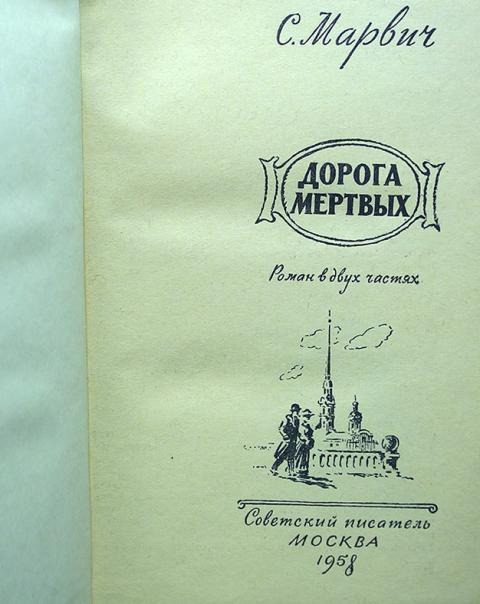 С. Марвич
ДОРОГА
МЕРТВЫХ
Роман в двух частях
Советский писатель
МОСКВА
1958